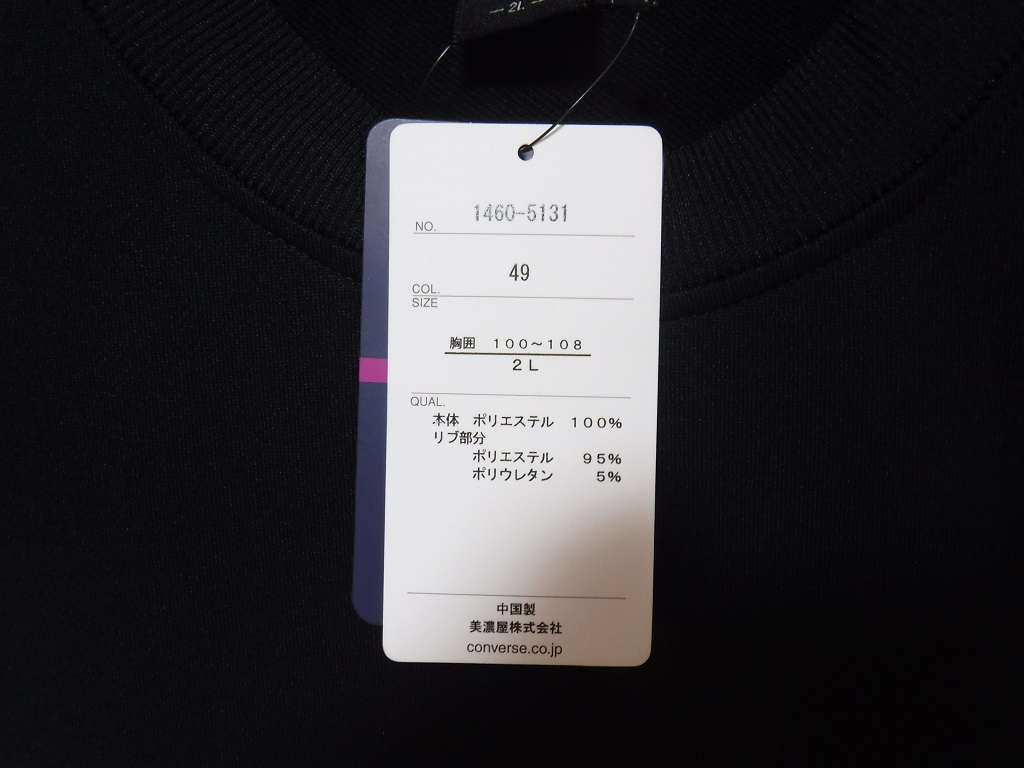 - 2L -
1460-5131
NO.
49
COL.
SIZE
胸囲 100~108
2L
QUAL.
本体 ポリエステル 100%
リブ部分
ポリエステル 95%
ポリウレタン 5%
中国製
美濃屋株式会社
converse.co.jp